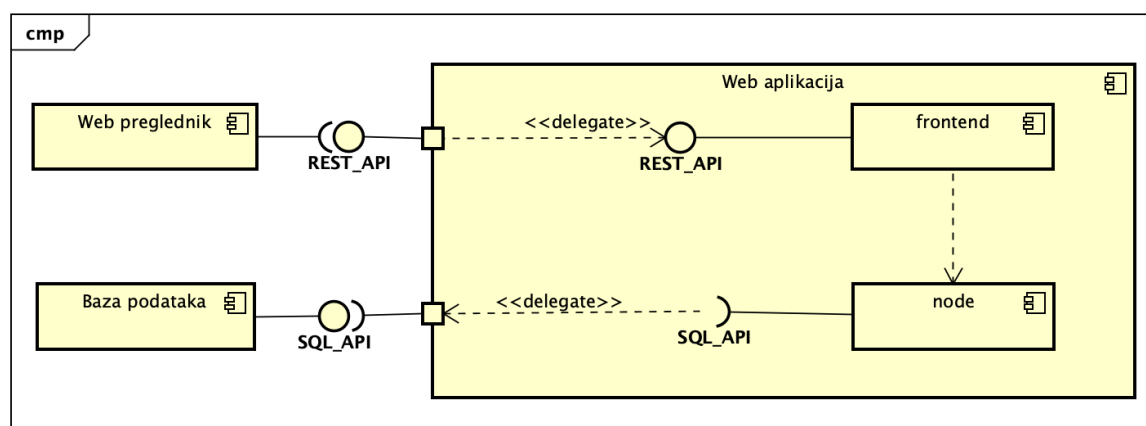 cmp
Web aplikacija
Web preglednik
REST_API
<<delegate>>
REST_API
frontend
Baza podataka
SQL_API
<<delegate>>
SQL_API
node